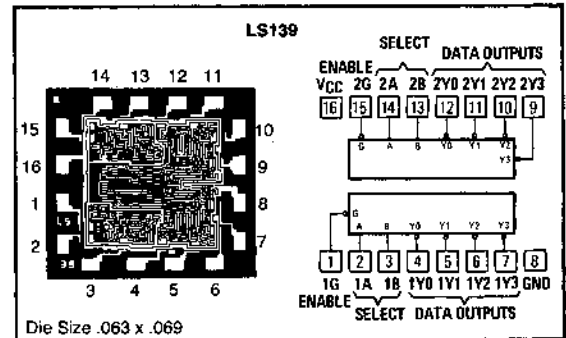 LS139
SELECT
DATA OUTPUTS
ENABLE
VCC 2G 2A 2B 2Y0 2Y1 2Y2 2Y3
16 15 14 13 12 11 10 9
G A B Y0 Y1 Y2
Y3
G
A B Y0 Y1 Y2 Y3
1 2 3 4 5 6 7 8
1G 1A 1B 1Y0 1Y1 1Y2 1Y3 GND
ENABLE
SELECT DATA OUTPUTS
14 13 12 11
15 10
16 9
1 8
2 7
3 4 5 6
Die Size .063 x .069